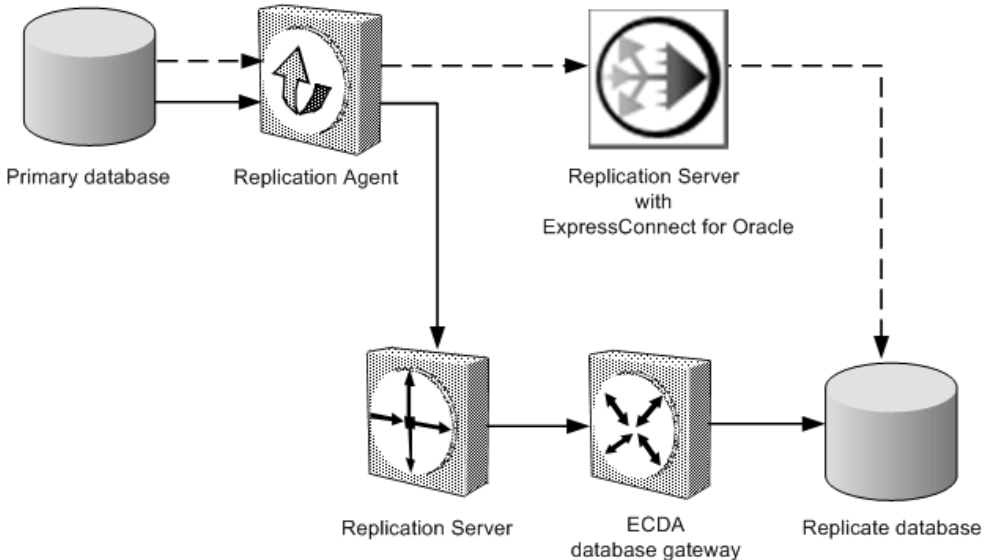 Primary database
Replication Agent
Replication Server
with
ExpressConnect for Oracle
Replication Server
ECDA
database gateway
Replicate database